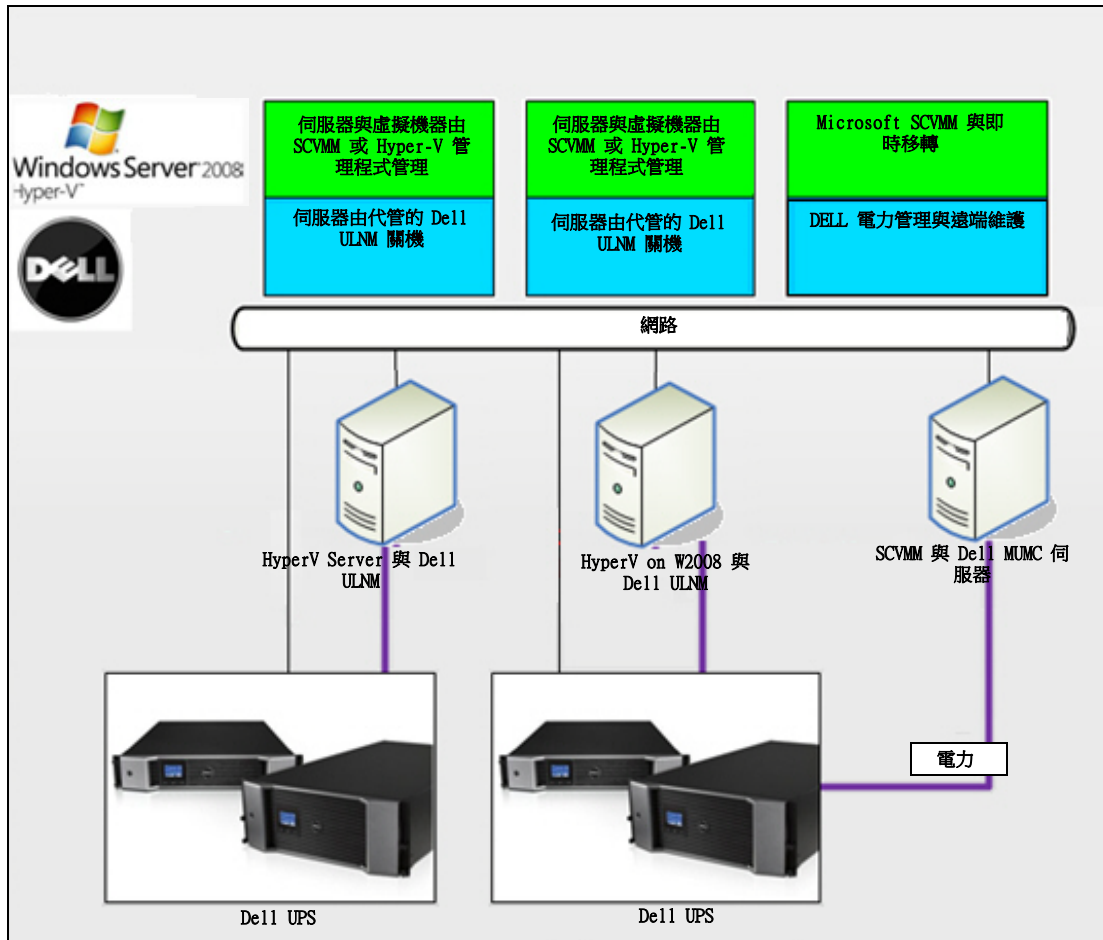 Windows Server 2008
Hyper-V™
DELL
伺服器與虛擬機器由
SCVMM 或 Hyper-V 管
理程式管理
伺服器由代管的 Dell
ULNM 關機
伺服器與虛擬機器由
SCVMM 或 Hyper-V 管
理程式管理
伺服器由代管的 Dell
ULNM 關機
Microsoft SCVMM 與即
時移轉
DELL 電力管理與遠端維護
網路
HyperV Server 與 Dell
ULNM
HyperV on W2008 與
Dell ULNM
SCVMM 與 Dell MUMC 伺
服器
電力
Dell UPS
Dell UPS